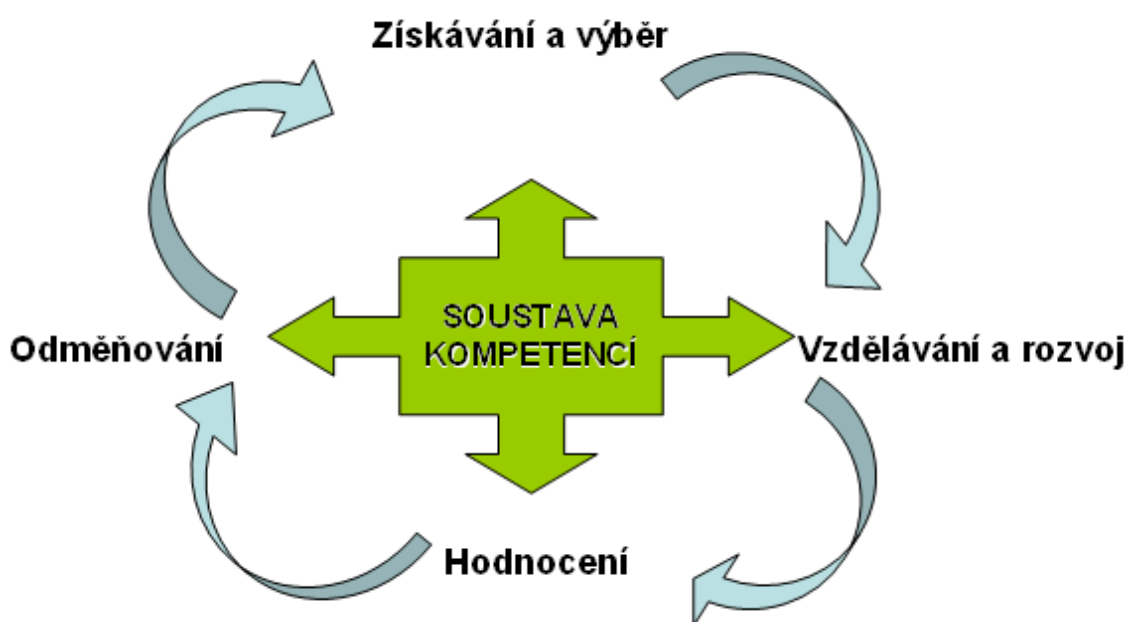 Získávání a výběr
SOUSTAVA
KOMPETENCÍ
Odměňování
Vzdělávání a rozvoj
Hodnocení